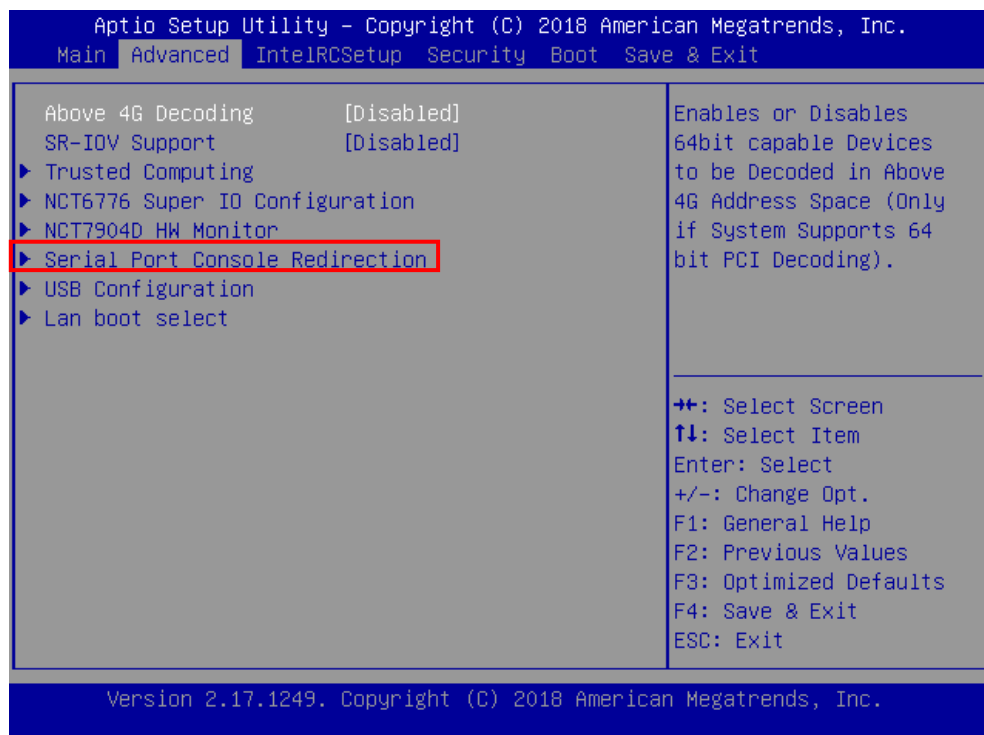 Aptio Setup Utility – Copyright (C) 2018 American Megatrends, Inc.
Main Advanced IntelRCSetup Security Boot Save & Exit
Above 4G Decoding [Disabled]
SR-IOV Support [Disabled]
Trusted Computing
NCT6776 Super IO Configuration
NCT7904D HW Monitor
Serial Port Console Redirection
USB Configuration
Lan boot select
Enables or Disables
64bit capable Devices
to be Decoded in Above
4G Address Space (Only
if System Supports 64
bit PCI Decoding).
→←: Select Screen
↑↓: Select Item
Enter: Select
+/-: Change Opt.
F1: General Help
F2: Previous Values
F3: Optimized Defaults
F4: Save & Exit
ESC: Exit
Version 2.17.1249. Copyright (C) 2018 American Megatrends, Inc.